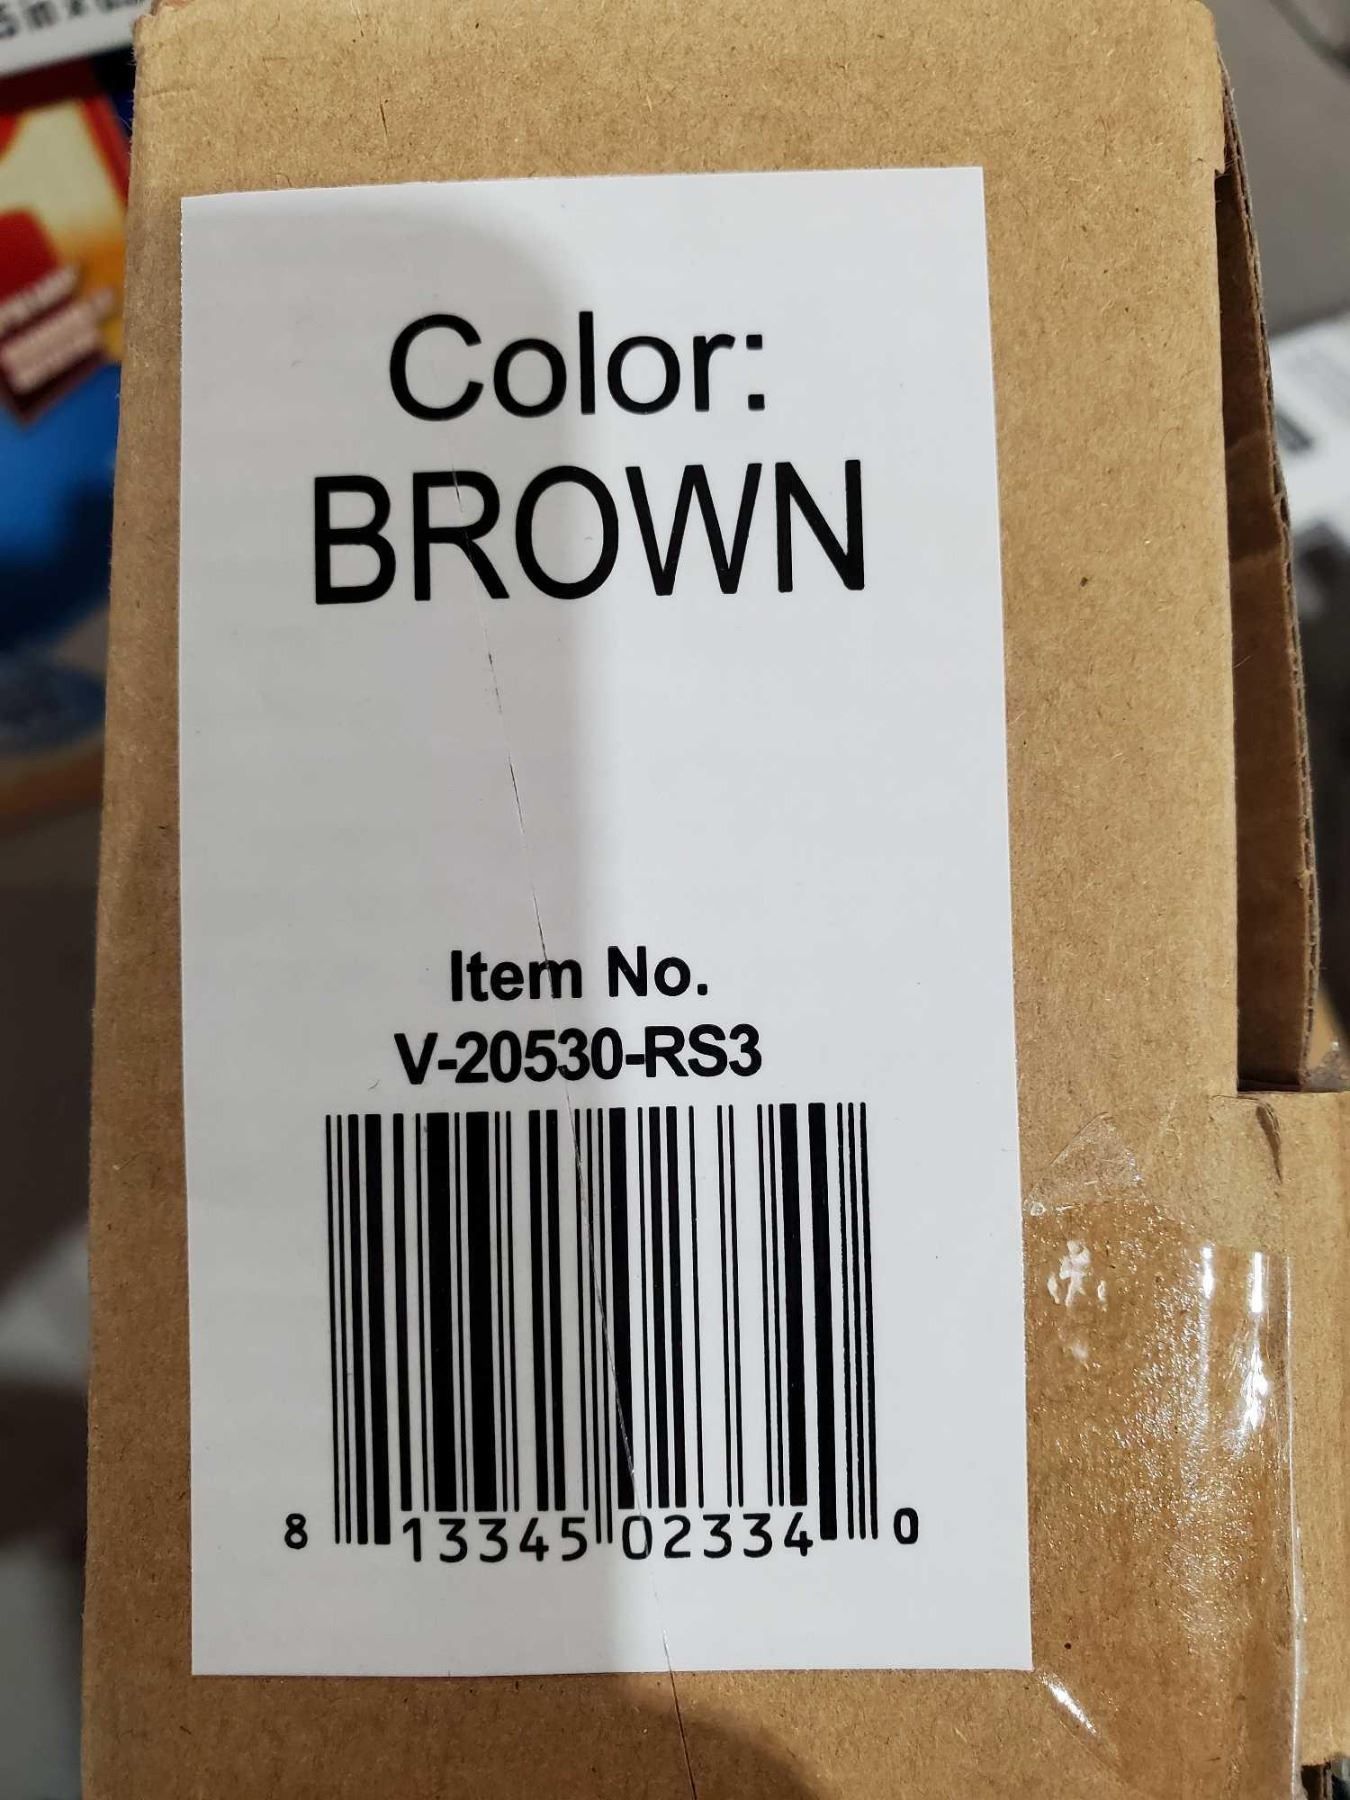 Color:
BROWN
Item No.
V-20530-RS3
8 13345 02334 0